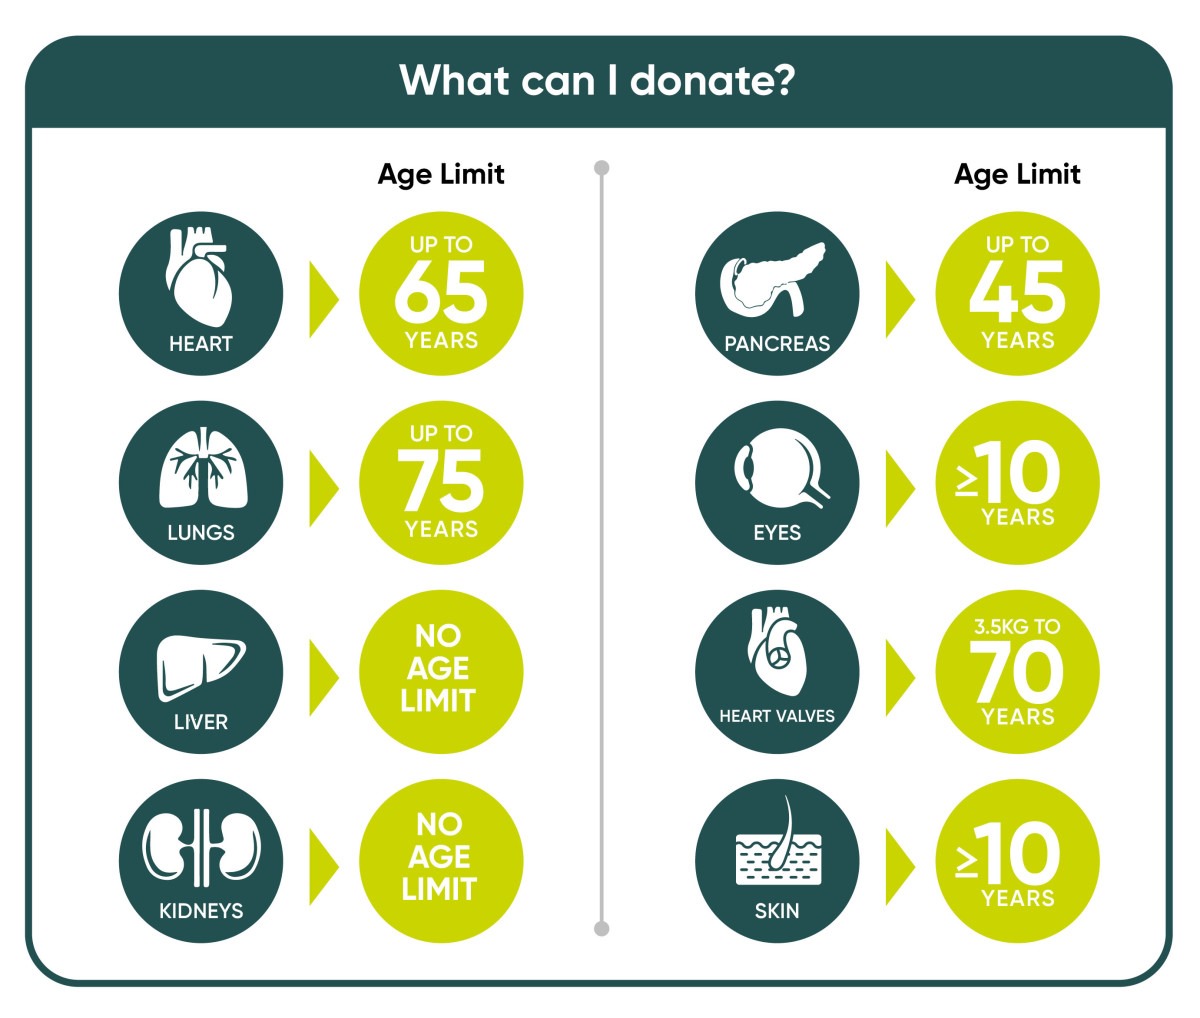 What can I donate?
Age Limit
HEART
UP TO
65
YEARS
LUNGS
UP TO
75
YEARS
LIVER
NO
AGE
LIMIT
KIDNEYS
NO
AGE
LIMIT
Age Limit
PANCREAS
UP TO
45
YEARS
EYES
≥10
YEARS
HEART VALVES
3.5KG TO
70
YEARS
SKIN
≥10
YEARS